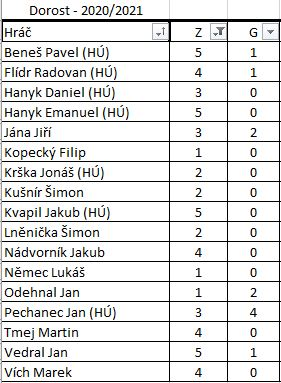 Dorost - 2020/2021
Hráč Z G
Beneš Pavel (HÚ) 5 1
Flídr Radovan (HÚ) 4 1
Hanyk Daniel (HÚ) 3 0
Hanyk Emanuel (HÚ) 5 0
Jána Jiří 3 2
Kopecký Filip 1 0
Krška Jonáš (HÚ) 2 0
Kušnír Šimon 2 0
Kvapil Jakub (HÚ) 5 0
Lněnička Šimon 2 0
Nádvorník Jakub 4 0
Němec Lukáš 1 0
Odehnal Jan 1 2
Pechanec Jan (HÚ) 3 4
Tmej Martin 4 0
Vedral Jan 5 1
Vích Marek 4 0